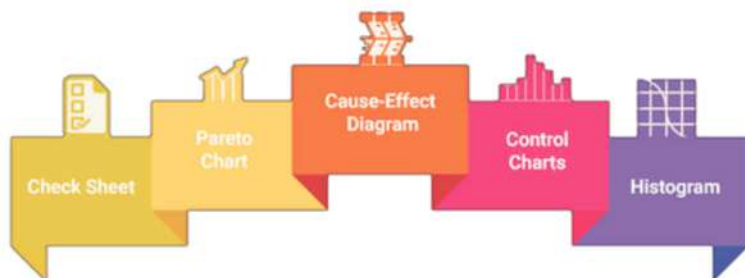 Check Sheet
Pareto
Chart
Cause-Effect
Diagram
Control
Charts
Histogram